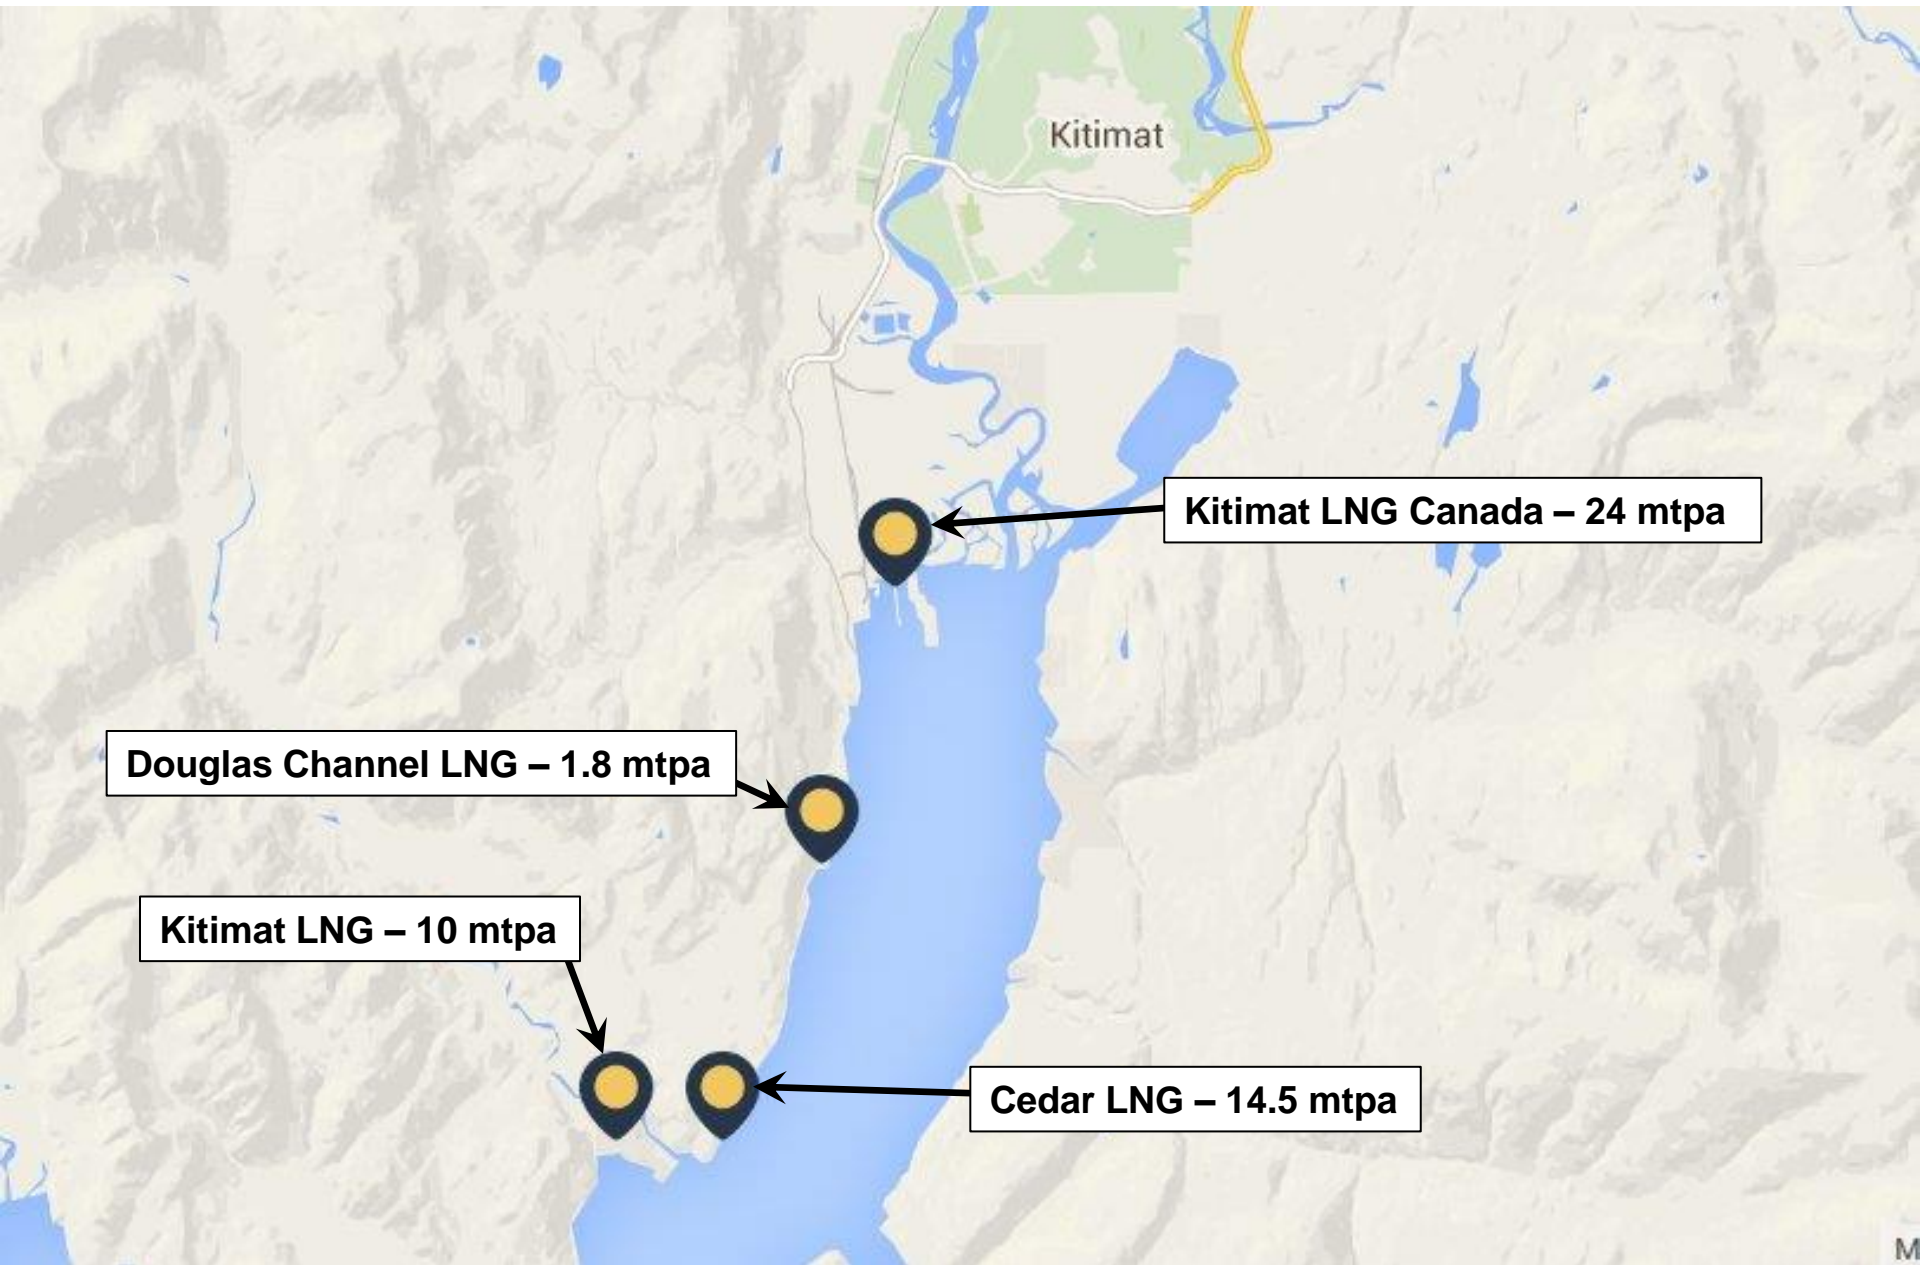 Kitimat
Kitimat LNG Canada – 24 mtpa
Douglas Channel LNG – 1.8 mtpa
Kitimat LNG – 10 mtpa
Cedar LNG – 14.5 mtpa
M